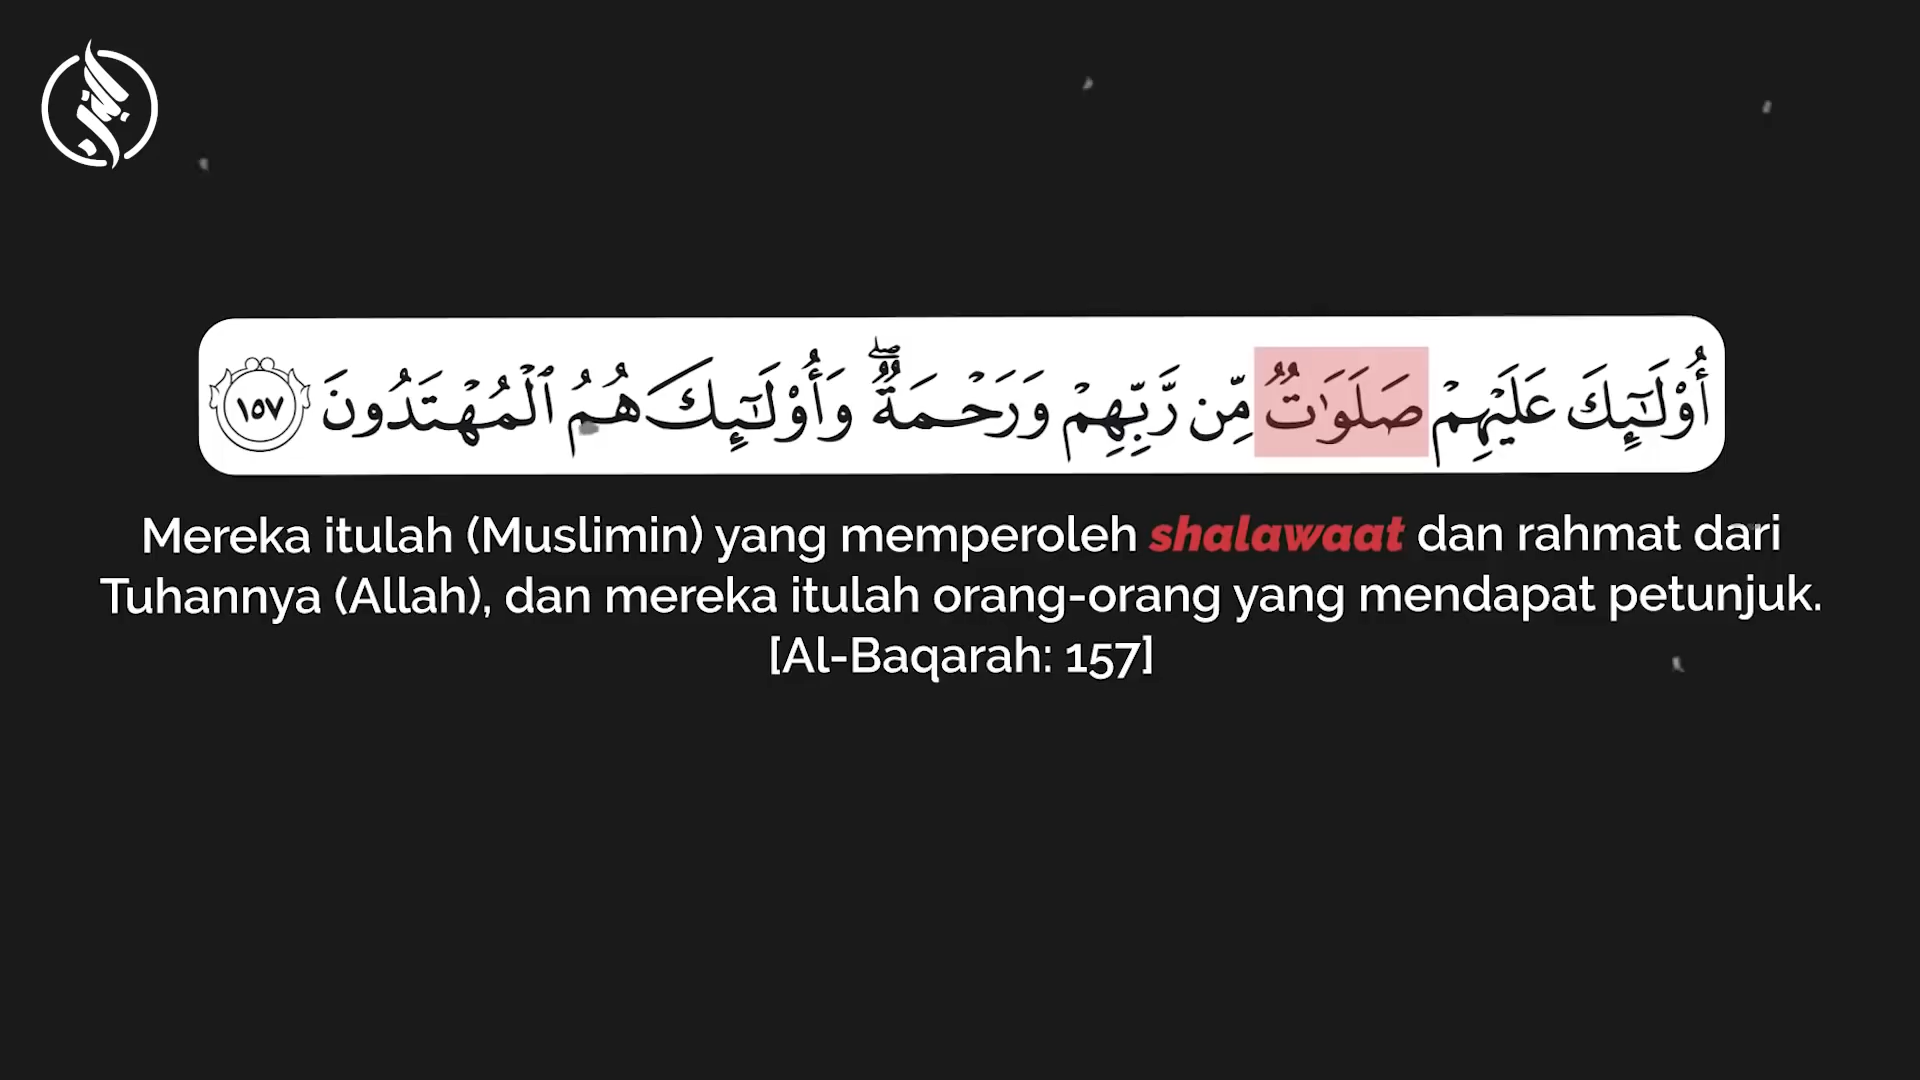 أُو۟لَـٰٓئِكَ عَلَيْهِمْ صَلَوَٰتٌ مِّن رَّبِّهِمْ وَرَحْمَةٌ ۖ وَأُو۟لَـٰٓئِكَ هُمُ ٱلْمُهْتَدُونَ ١٥٧
Mereka itulah (Muslimin) yang memperoleh shalawaat dan rahmat dari
Tuhannya (Allah), dan mereka itulah orang-orang yang mendapat petunjuk.
[Al-Baqarah: 157]